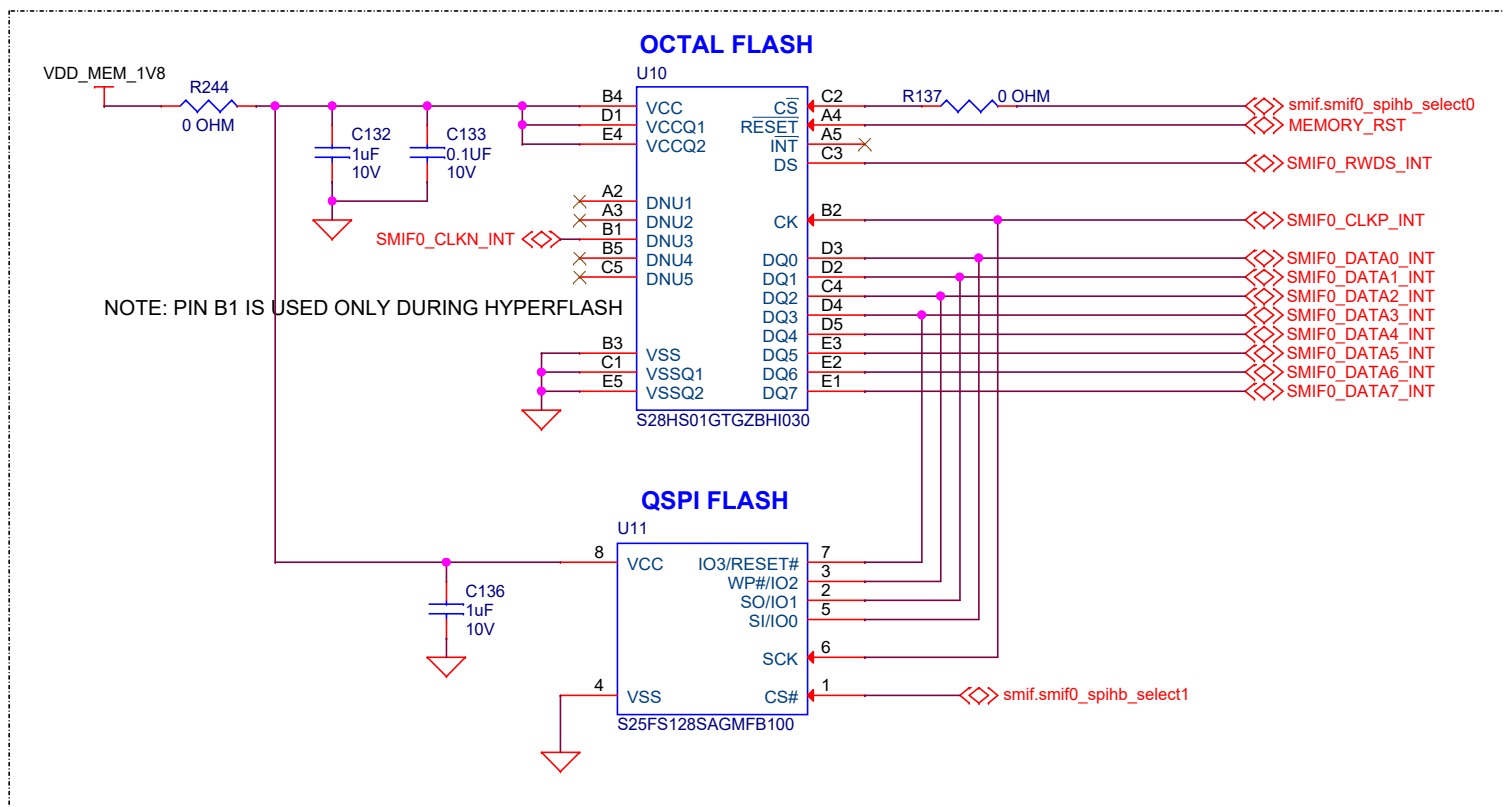 OCTAL FLASH
VDD_MEM_1V8
R244
0 OHM
C132
1uF
10V
C133
0.1UF
10V
U10
B4 VCC
D1 VCCQ1
E4 VCCQ2
A2 DNU1
A3 DNU2
SMIF0_CLKN_INT B1 DNU3
B5 DNU4
C5 DNU5
NOTE: PIN B1 IS USED ONLY DURING HYPERFLASH
B3 VSS
C1 VSSQ1
E5 VSSQ2
CS C2 R137 0 OHM smif.smif0_spihb_select0
RESET A4 MEMORY_RST
INT A5
DS C3 SMIF0_RWDS_INT
CK B2 SMIF0_CLKP_INT
DQ0 D3 SMIF0_DATA0_INT
DQ1 D2 SMIF0_DATA1_INT
DQ2 C4 SMIF0_DATA2_INT
DQ3 D4 SMIF0_DATA3_INT
DQ4 D5 SMIF0_DATA4_INT
DQ5 E3 SMIF0_DATA5_INT
DQ6 E2 SMIF0_DATA6_INT
DQ7 E1 SMIF0_DATA7_INT
S28HS01GTGZBHI030
QSPI FLASH
U11
8 VCC
C136
1uF
10V
4 VSS
IO3/RESET# 7
WP#/IO2 3
SO/IO1 2
SI/IO0 5
SCK 6
CS# 1 smif.smif0_spihb_select1
S25FS128SAGMFB100